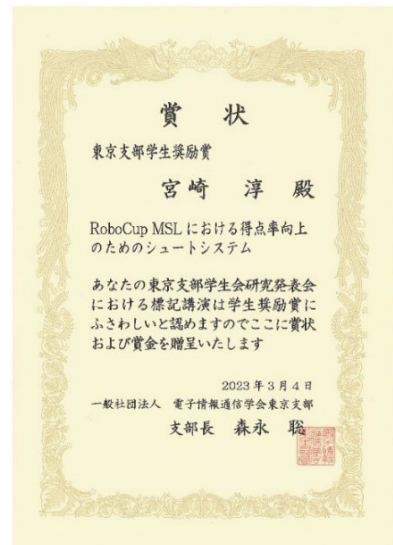 賞状
東京支部学生奨励賞
宮崎 淳 殿
RoboCup MSL における得点率向上
のためのシュートシステム
あなたの東京支部学生会研究発表会
における標記講演は学生奨励賞に
ふさわしいと認めますのでここに賞状
および賞金を贈呈いたします
2023年3月4日
一般社団法人 電子情報通信学会東京支部
支部長 森永 聡